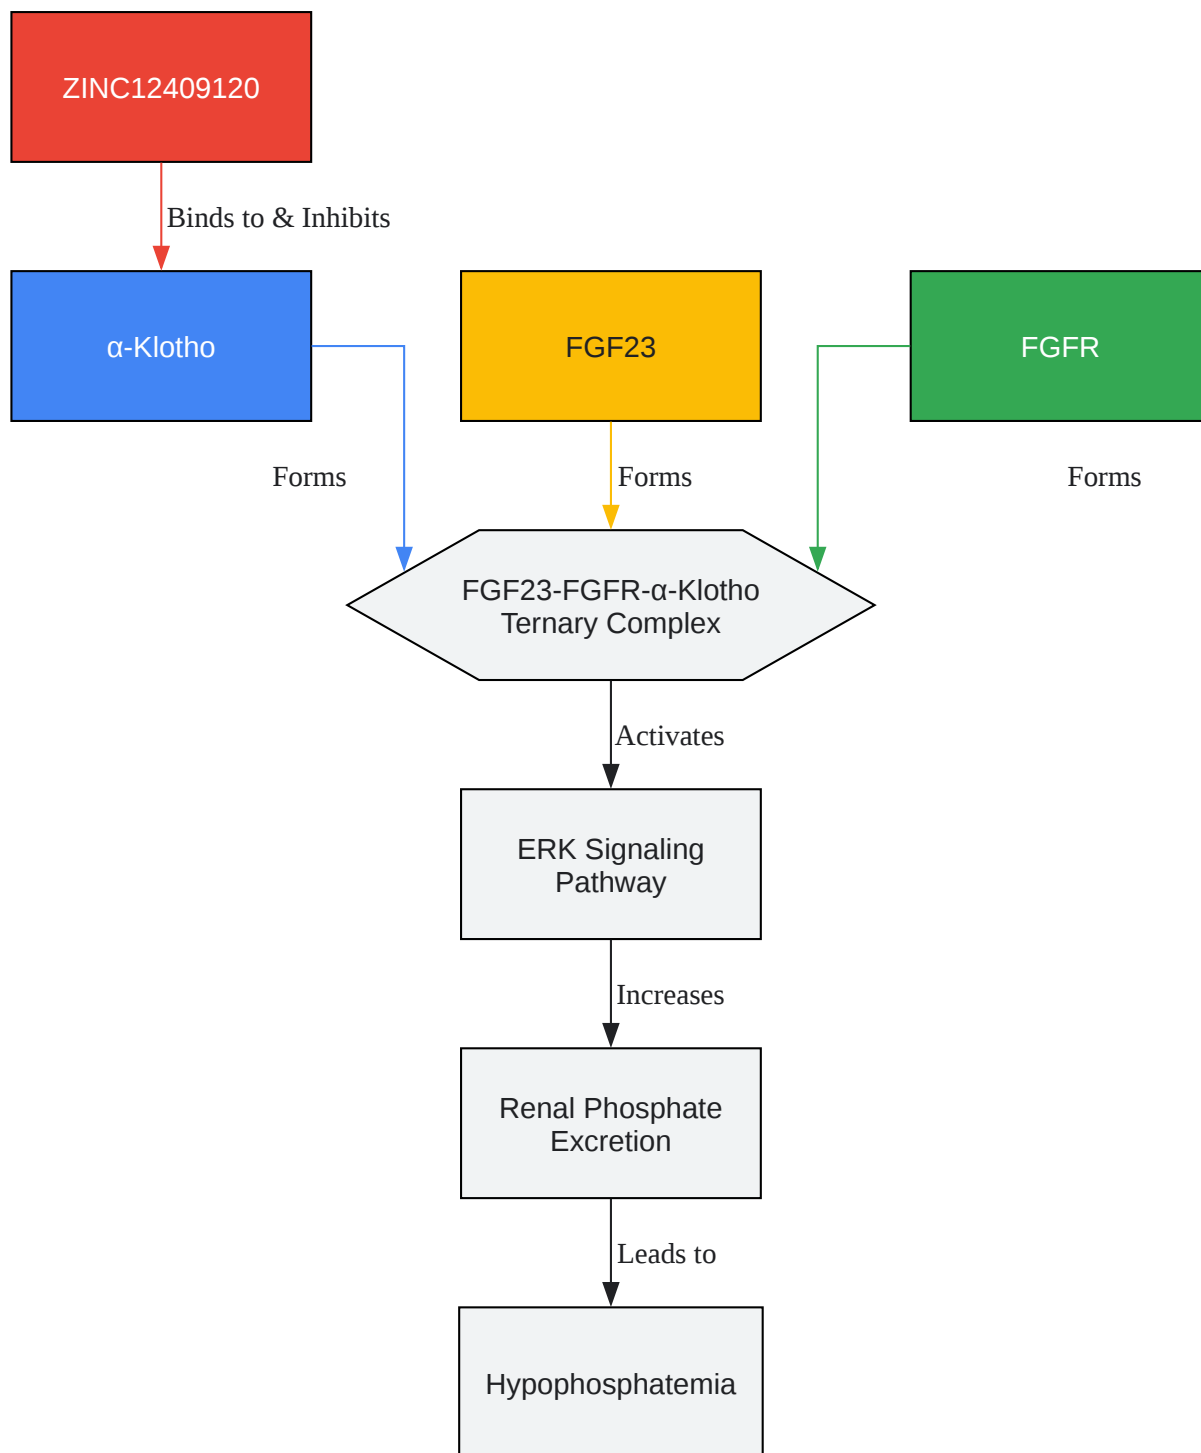 ZINC12409120
Binds to & Inhibits
α-Klotho
FGF23
FGFR
Forms
Forms
Forms
FGF23-FGFR-α-Klotho
Ternary Complex
Activates
ERK Signaling
Pathway
Increases
Renal Phosphate
Excretion
Leads to
Hypophosphatemia